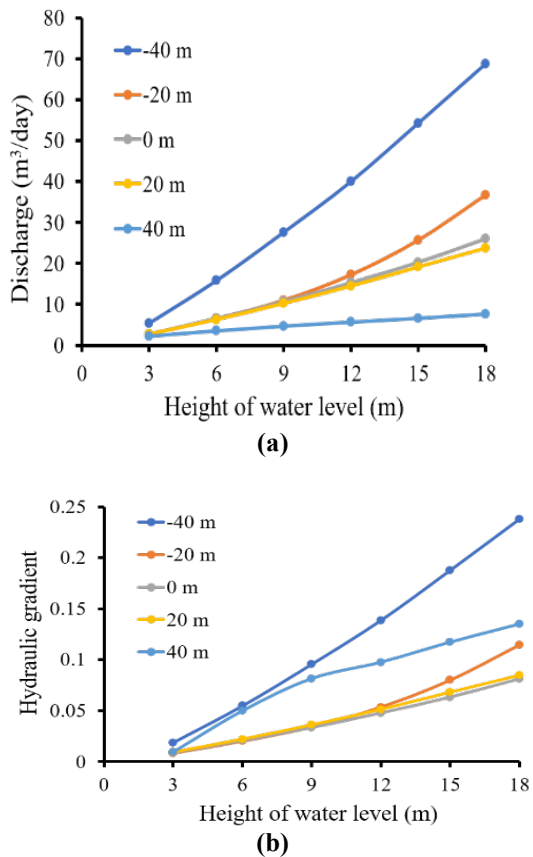 80
70
60
50
40
30
20
10
0
Discharge (m³/day)
-40 m
-20 m
0 m
20 m
40 m
0 3 6 9 12 15 18
Height of water level (m)
(a)
0.25
0.2
0.15
0.1
0.05
0
Hydraulic gradient
-40 m
-20 m
0 m
20 m
40 m
0 3 6 9 12 15 18
Height of water level (m)
(b)